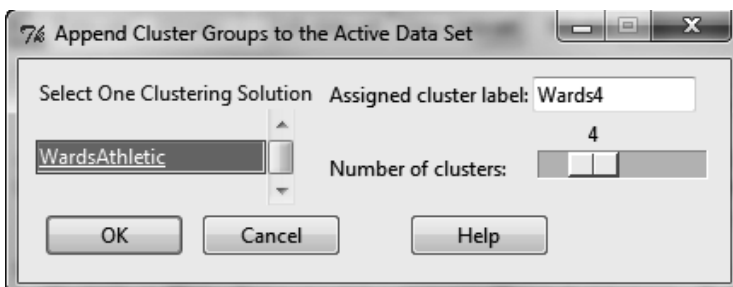 Append Cluster Groups to the Active Data Set
Select One Clustering Solution
Assigned cluster label: Wards4
WardsAthletic
4
Number of clusters:
OK Cancel Help